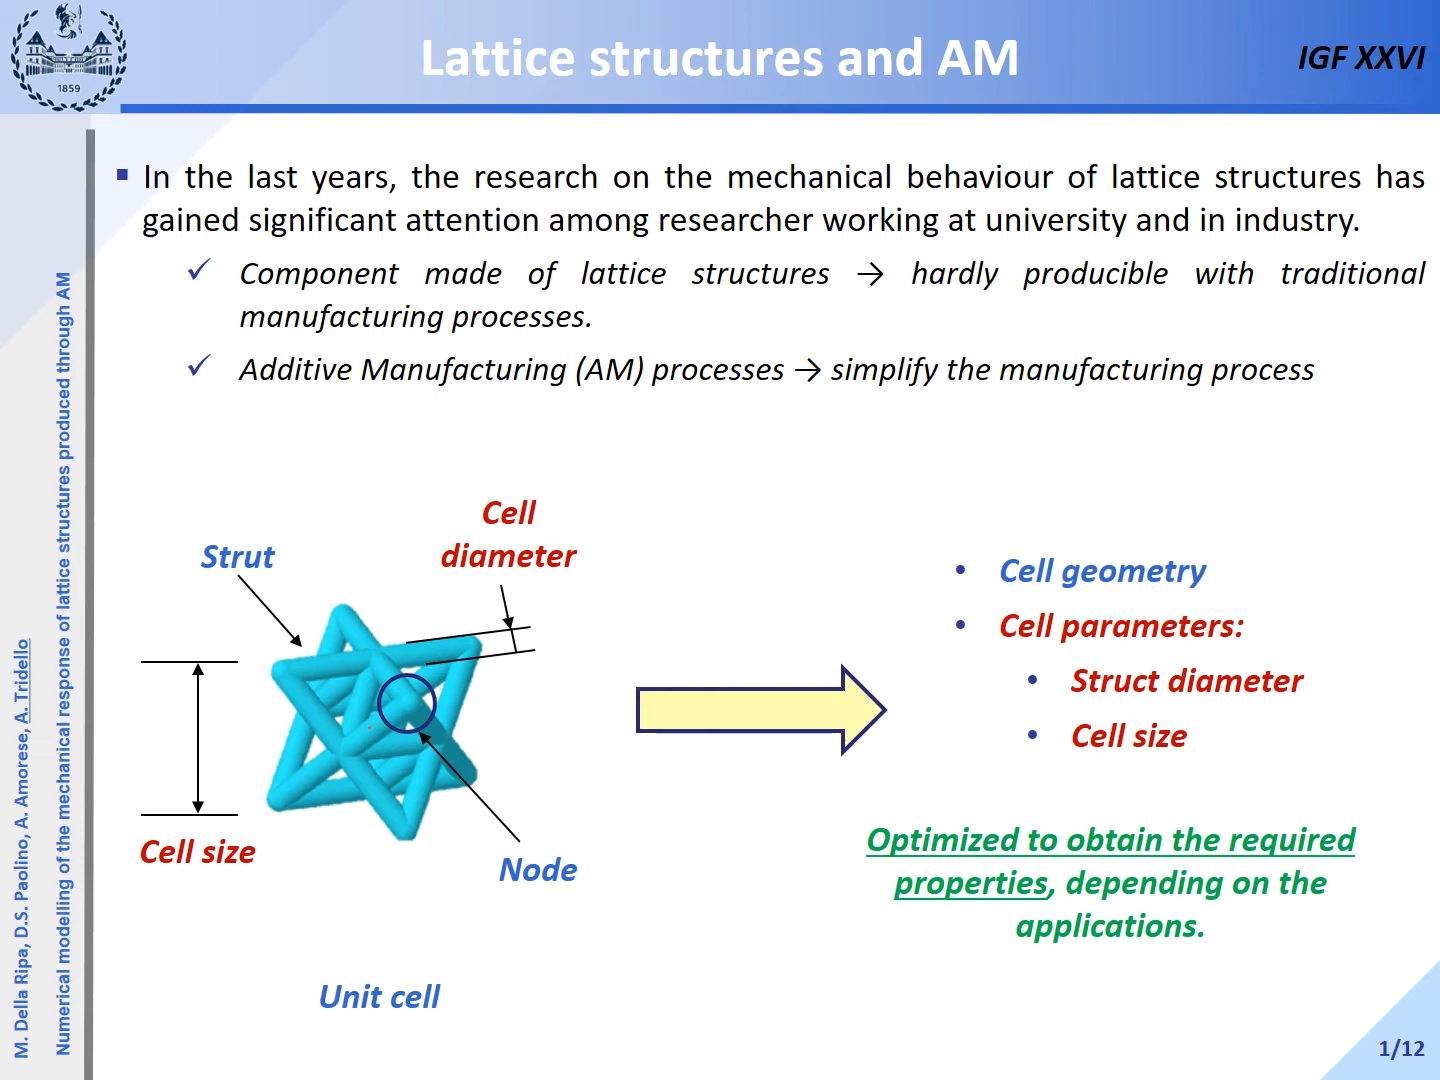 Lattice structures and AM
IGF XXVI
1859
In the last years, the research on the mechanical behaviour of lattice structures has
gained significant attention among researcher working at university and in industry.
Component made of lattice structures → hardly producible with traditional
manufacturing processes.
Additive Manufacturing (AM) processes → simplify the manufacturing process
Strut
Cell
diameter
Cell size
Node
Unit cell
• Cell geometry
• Cell parameters:
• Struct diameter
• Cell size
Optimized to obtain the required
properties, depending on the
applications.
M. Della Ripa, D.S. Paolino, A. Amorese, A. Tridello
Numerical modelling of the mechanical response of lattice structures produced through AM
1/12